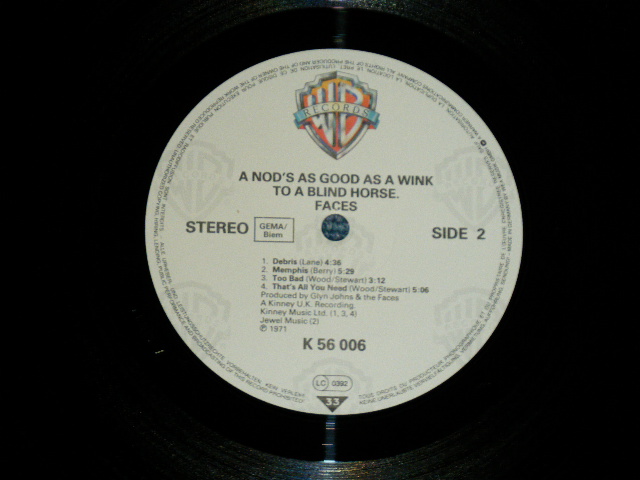 RECORDS
A NOD'S AS GOOD AS A WINK
TO A BLIND HORSE.
FACES
STEREO
GEMA/
Biem
SIDE 2
1. Debris (Lane) 4:36
2. Memphis (Berry) 5:29
3. Too Bad (Wood/Stewart) 3:12
4. That's All You Need (Wood/Stewart) 5:06
Produced by Glyn Johns & the Faces
A Kinney U.K. Recording
Kinney Music Ltd. (1, 3, 4)
Jewel Music (2)
℗ 1971
K 56 006
LC 0392
33